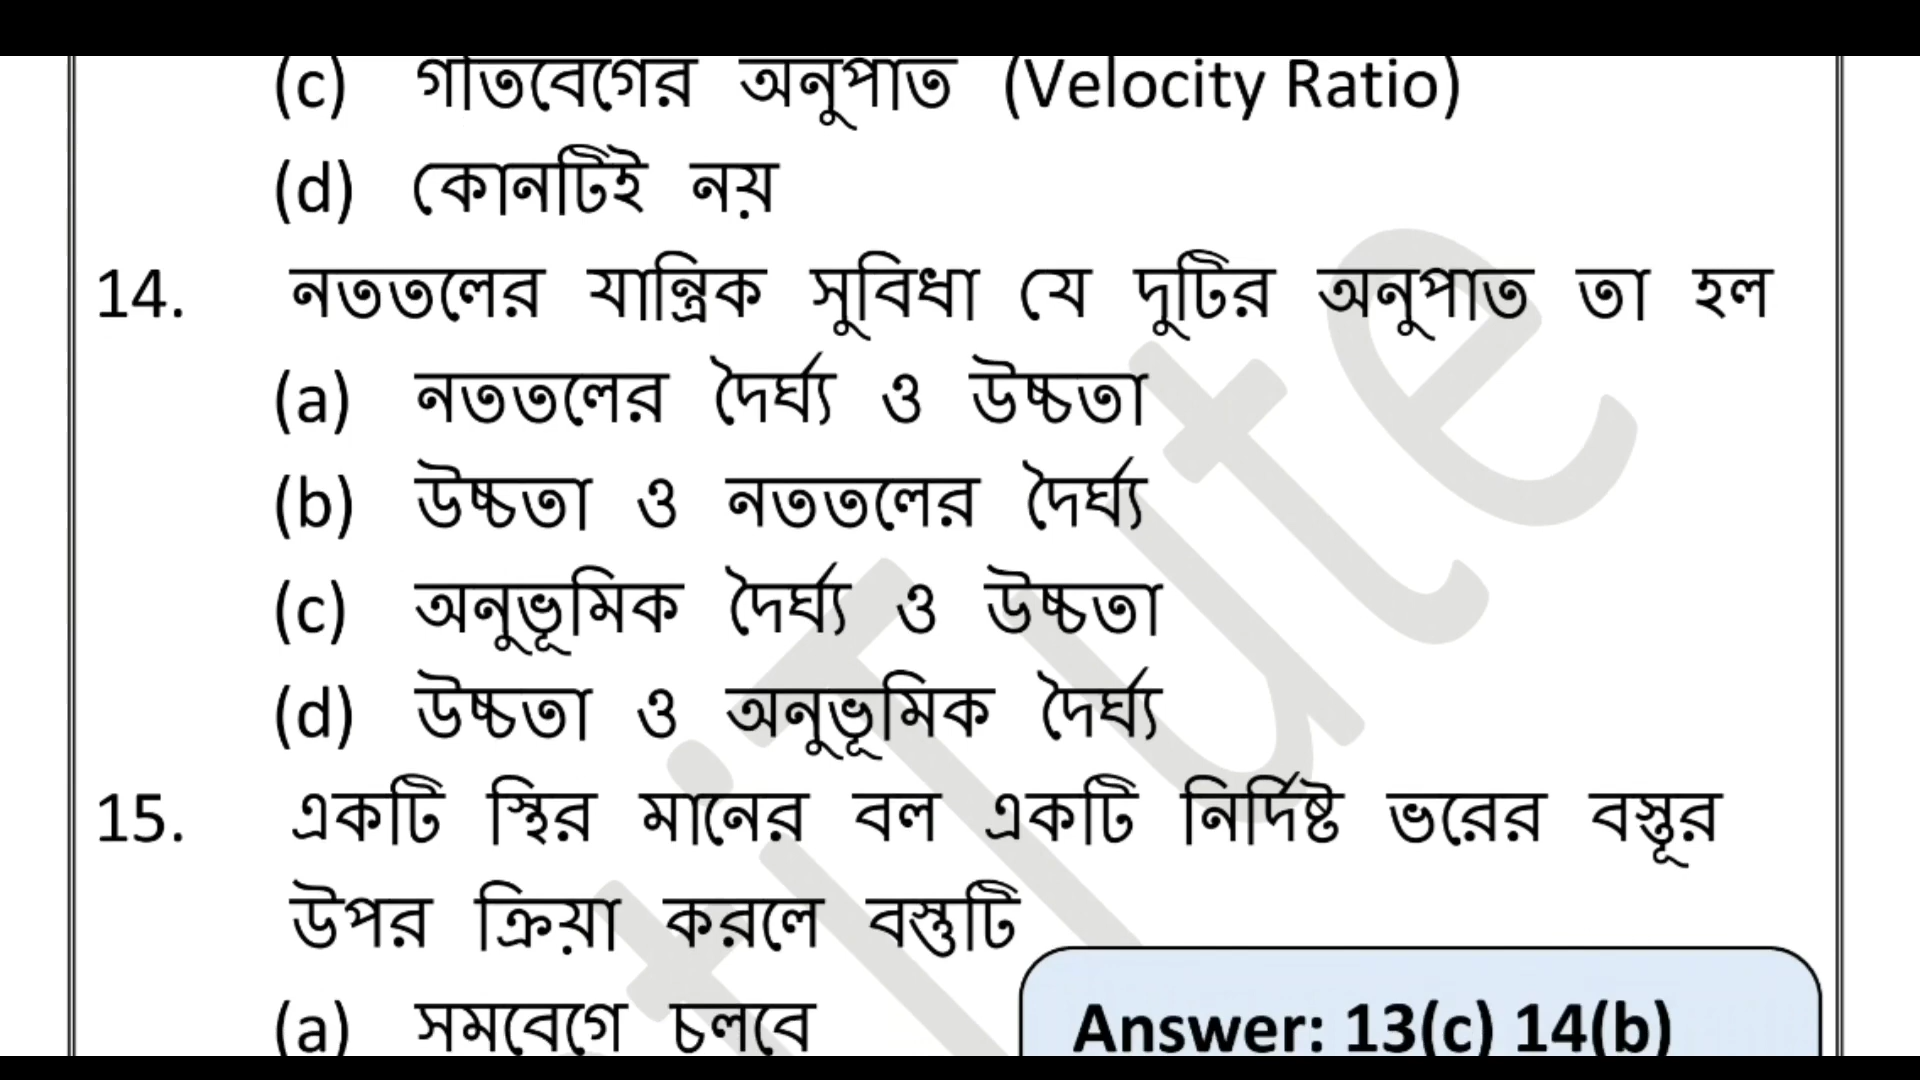 (c) গতিবেগের অনুপাত (Velocity Ratio)
(d) কোনটিই নয়
14. নততলের যান্ত্রিক সুবিধা যে দুটির অনুপাত তা হল
(a) নততলের দৈর্ঘ্য ও উচ্চতা
(b) উচ্চতা ও নততলের দৈর্ঘ্য
(c) অনুভূমিক দৈর্ঘ্য ও উচ্চতা
(d) উচ্চতা ও অনুভূমিক দৈর্ঘ্য
15. একটি স্থির মানের বল একটি নির্দিষ্ট ভরের বস্তূর
উপর ক্রিয়া করলে বস্তুটি
(a) সমবেগে চলবে
Answer: 13(c) 14(b)